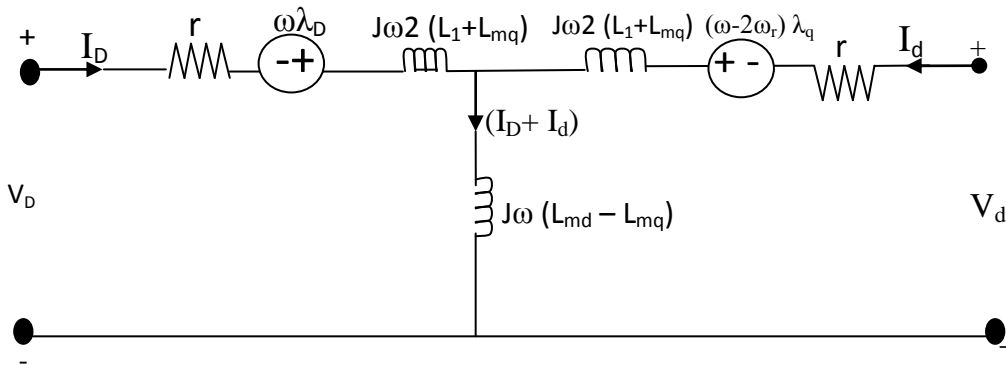 + I_D r ωλ_D Jω2 (L_1+L_mq) Jω2 (L_1+L_mq) (ω-2ω_r) λ_q r I_d +
-+ + -
(I_D+ I_d)
V_D Jω (L_md – L_mq) V_d
- -